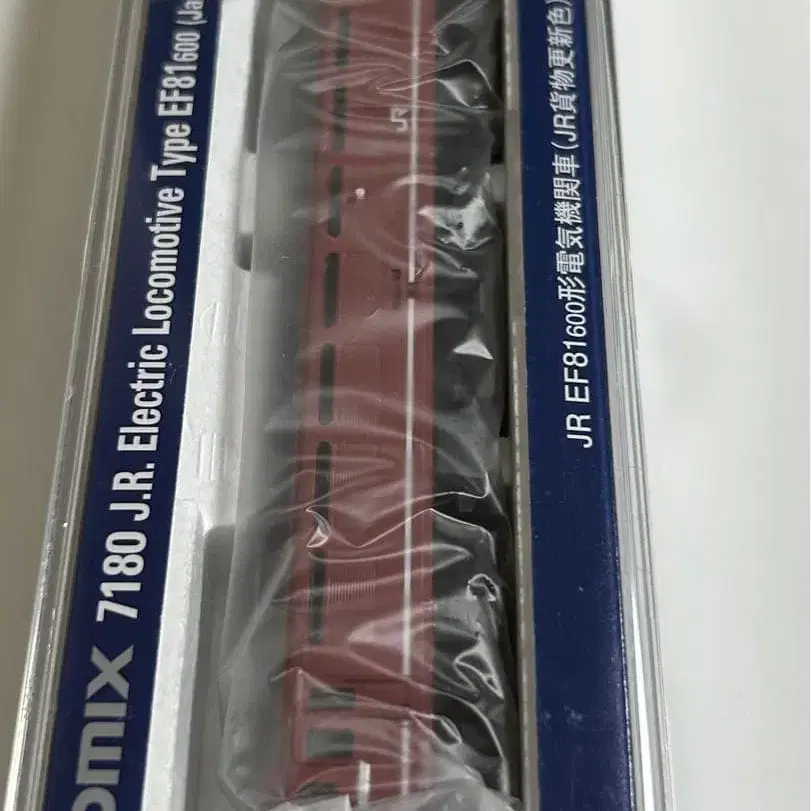 omix 7180 J.R. Electric Locomotive Type EF81600 (Ja
JR
JR EF81600形電気機関車(JR貨物更新色)